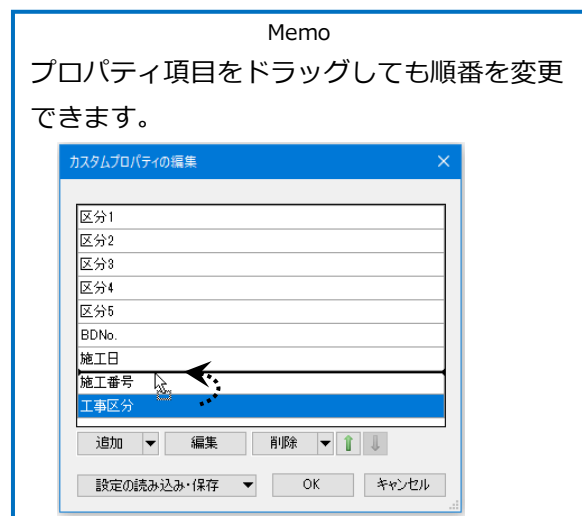 Memo
プロパティ項目をドラッグしても順番を変更
できます。
カスタムプロパティの編集
区分1
区分2
区分3
区分4
区分5
BDNo.
施工日
施工番号
工事区分
追加 編集 削除
設定の読み込み・保存 OK キャンセル